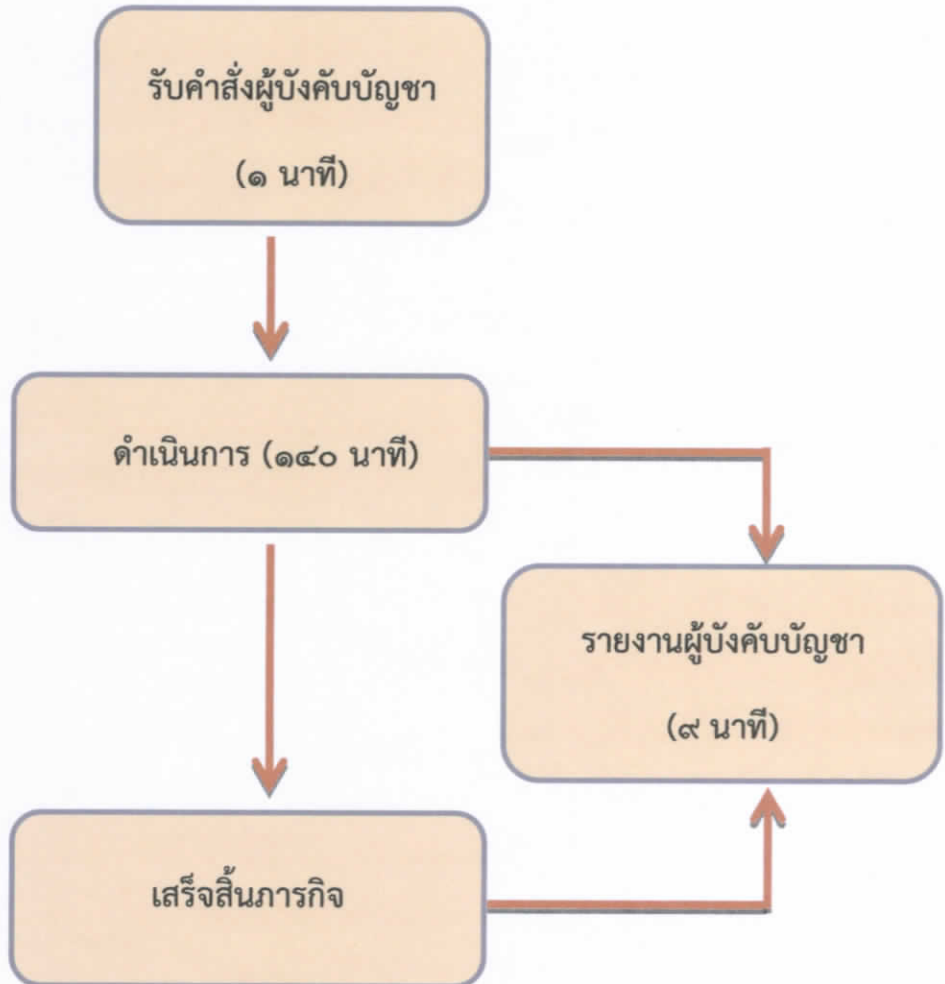 รับคำสั่งผู้บังคับบัญชา
(๑ นาที)
ดำเนินการ (๑๔๐ นาที)
รายงานผู้บังคับบัญชา
(๙ นาที)
เสร็จสิ้นภารกิจ